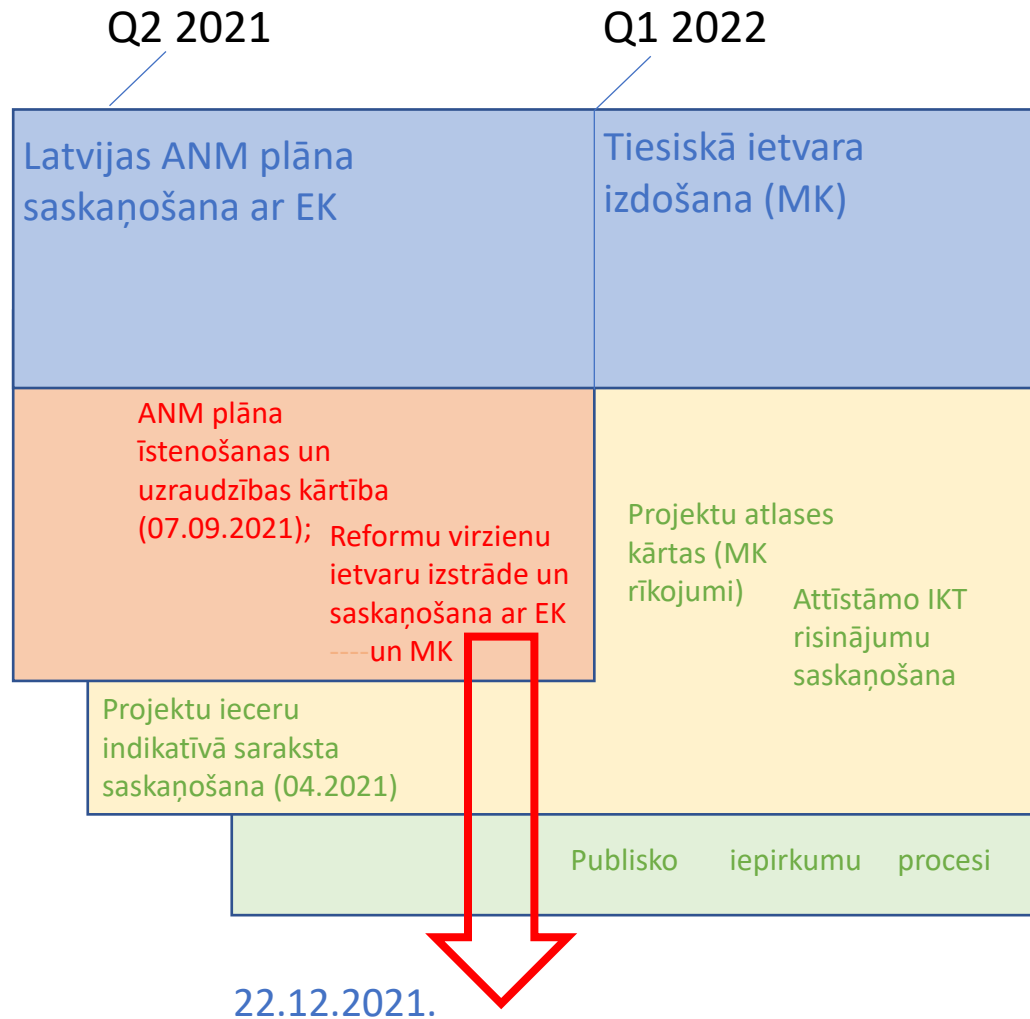 Q2 2021
Q1 2022
Latvijas ANM plāna
saskaņošana ar EK
Tiesiskā ietvara
izdošana (MK)
ANM plāna
īstenošanas un
uzraudzības kārtība
(07.09.2021);
Reformu virzienu
ietvaru izstrāde un
saskaņošana ar EK
----un MK
Projektu atlases
kārtas (MK
rīkojumi)
Attīstāmo IKT
risinājumu
saskaņošana
Projektu ieceru
indikatīvā saraksta
saskaņošana (04.2021)
Publisko iepirkumu procesi
22.12.2021.